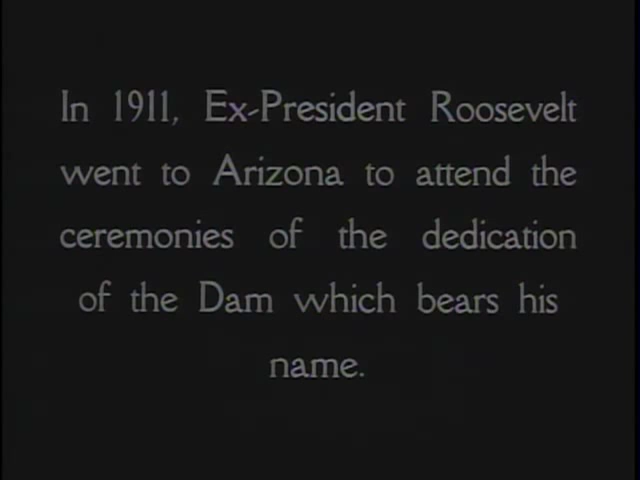 In 1911, Ex-President Roosevelt
went to Arizona to attend the
ceremonies of the dedication
of the Dam which bears his
name.